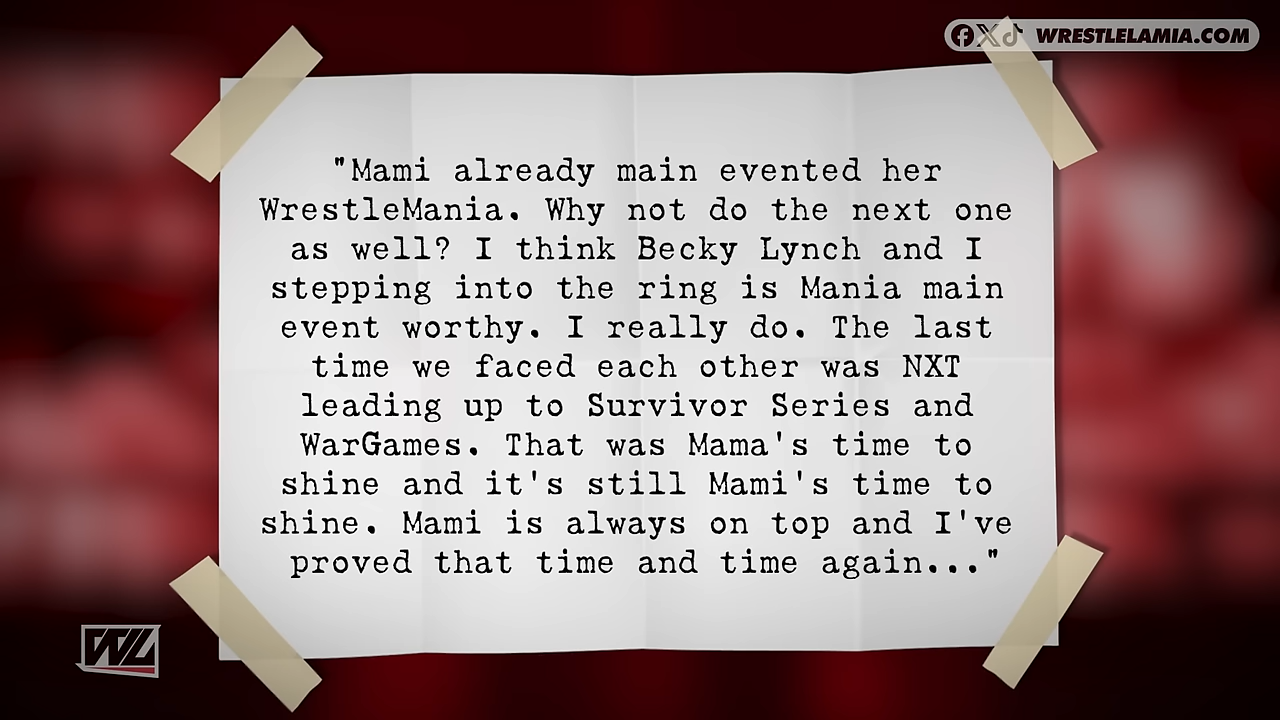 WRESTLELAMIA.COM
"Mami already main evented her
WrestleMania. Why not do the next one
as well? I think Becky Lynch and I
stepping into the ring is Mania main
event worthy. I really do. The last
time we faced each other was NXT
leading up to Survivor Series and
WarGames. That was Mama's time to
shine and it's still Mami's time to
shine. Mami is always on top and I've
proved that time and time again..."
WL